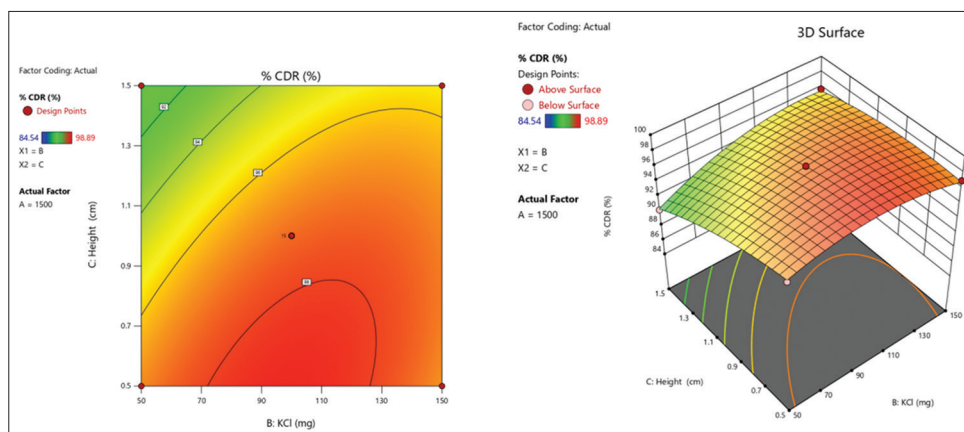 Factor Coding: Actual
% CDR (%)
Design Points
84.54 98.89
X1 = B
X2 = C
Actual Factor
A = 1500
% CDR (%)
1.5
1.3
1.1
0.9
0.7
0.5
C: Height (cm)
50 70 90 110 130 150
B: KCl (mg)
Factor Coding: Actual
3D Surface
% CDR (%)
Design Points:
Above Surface
Below Surface
84.54 98.89
X1 = B
X2 = C
Actual Factor
A = 1500
100
98
96
94
92
90
88
86
84
% CDR (%)
1.5
1.3
1.1
0.9
0.7
0.5
C: Height (cm)
50
70
90
110
130
150
B: KCl (mg)